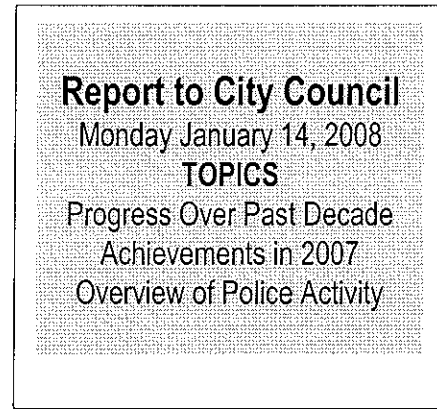 Report to City Council
Monday January 14, 2008
TOPICS
Progress Over Past Decade
Achievements in 2007
Overview of Police Activity